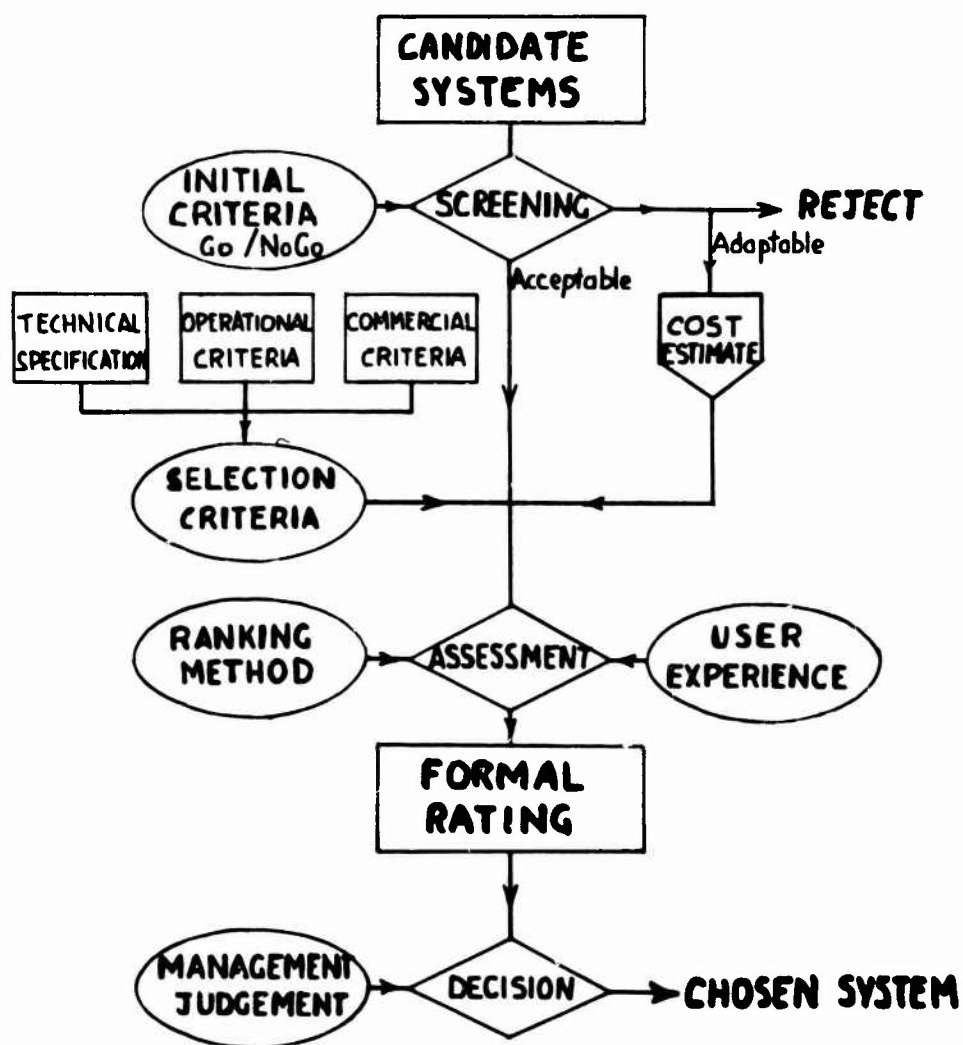 CANDIDATE
SYSTEMS
INITIAL
CRITERIA
Go /NoGo
SCREENING
REJECT
Adaptable
Acceptable
TECHNICAL
SPECIFICATION
OPERATIONAL
CRITERIA
COMMERCIAL
CRITERIA
COST
ESTIMATE
SELECTION
CRITERIA
RANKING
METHOD
ASSESSMENT
USER
EXPERIENCE
FORMAL
RATING
MANAGEMENT
JUDGEMENT
DECISION
CHOSEN SYSTEM